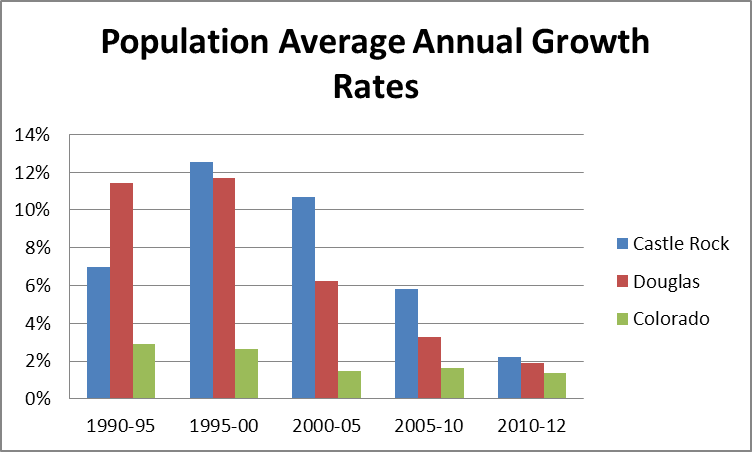 Population Average Annual Growth
Rates
14%
12%
10%
8%
6%
4%
2%
0%
1990-95 1995-00 2000-05 2005-10 2010-12
Castle Rock
Douglas
Colorado